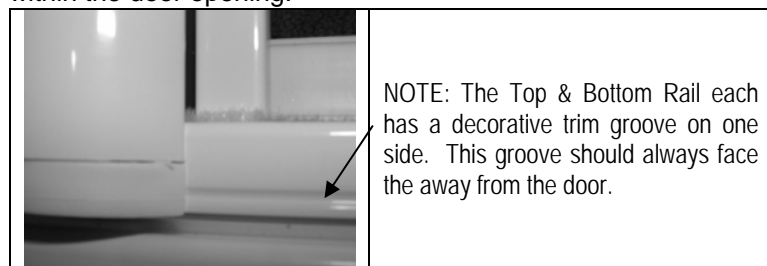 within the door opening.
NOTE: The Top & Bottom Rail each
has a decorative trim groove on one
side. This groove should always face
the away from the door.